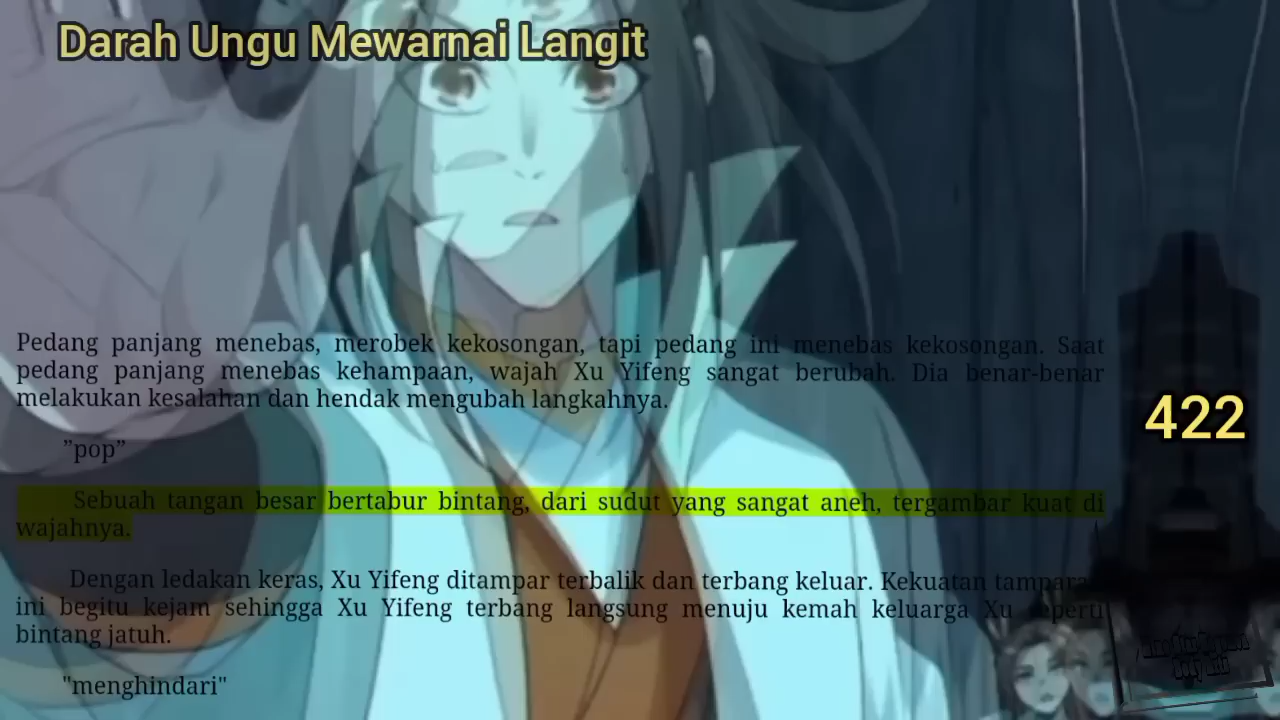 Darah Ungu Mewarnai Langit
Pedang panjang menebas, merobek kekosongan, tapi pedang ini menebas kekosongan. Saat
pedang panjang menebas kehampaan, wajah Xu Yifeng sangat berubah. Dia benar-benar
melakukan kesalahan dan hendak mengubah langkahnya.
422
”pop”
Sebuah tangan besar bertabur bintang, dari sudut yang sangat aneh, tergambar kuat di
wajahnya.
Dengan ledakan keras, Xu Yifeng ditampar terbalik dan terbang keluar. Kekuatan tamparan
ini begitu kejam sehingga Xu Yifeng terbang langsung menuju kemah keluarga Xu seperti
bintang jatuh.
"menghindari"